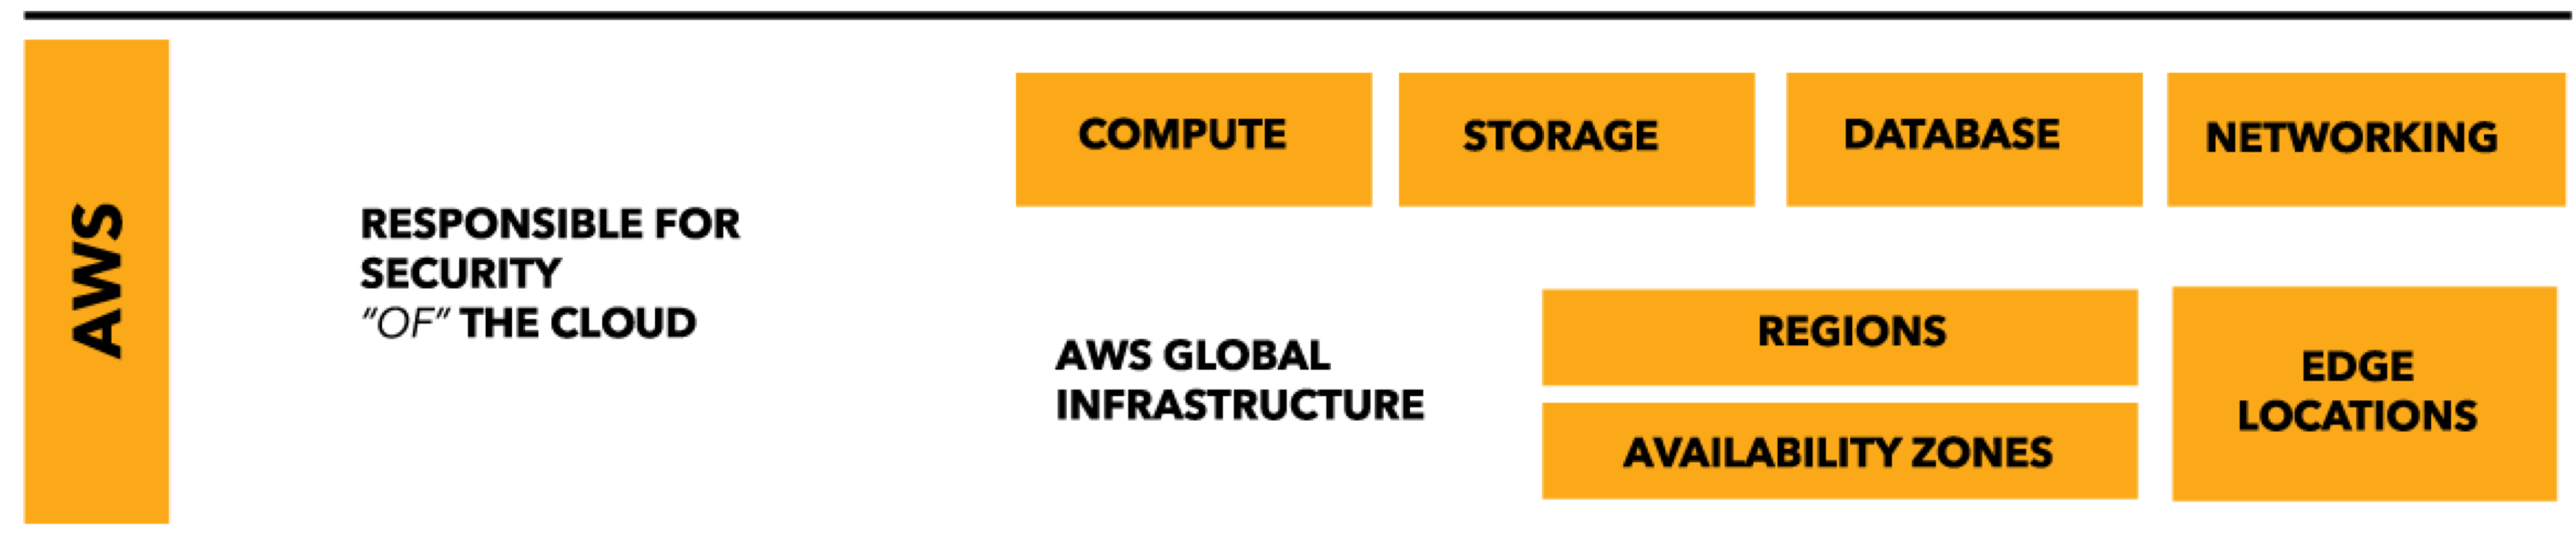 AWS
RESPONSIBLE FOR
SECURITY
"OF" THE CLOUD
COMPUTE
STORAGE
DATABASE
NETWORKING
AWS GLOBAL
INFRASTRUCTURE
REGIONS
AVAILABILITY ZONES
EDGE
LOCATIONS